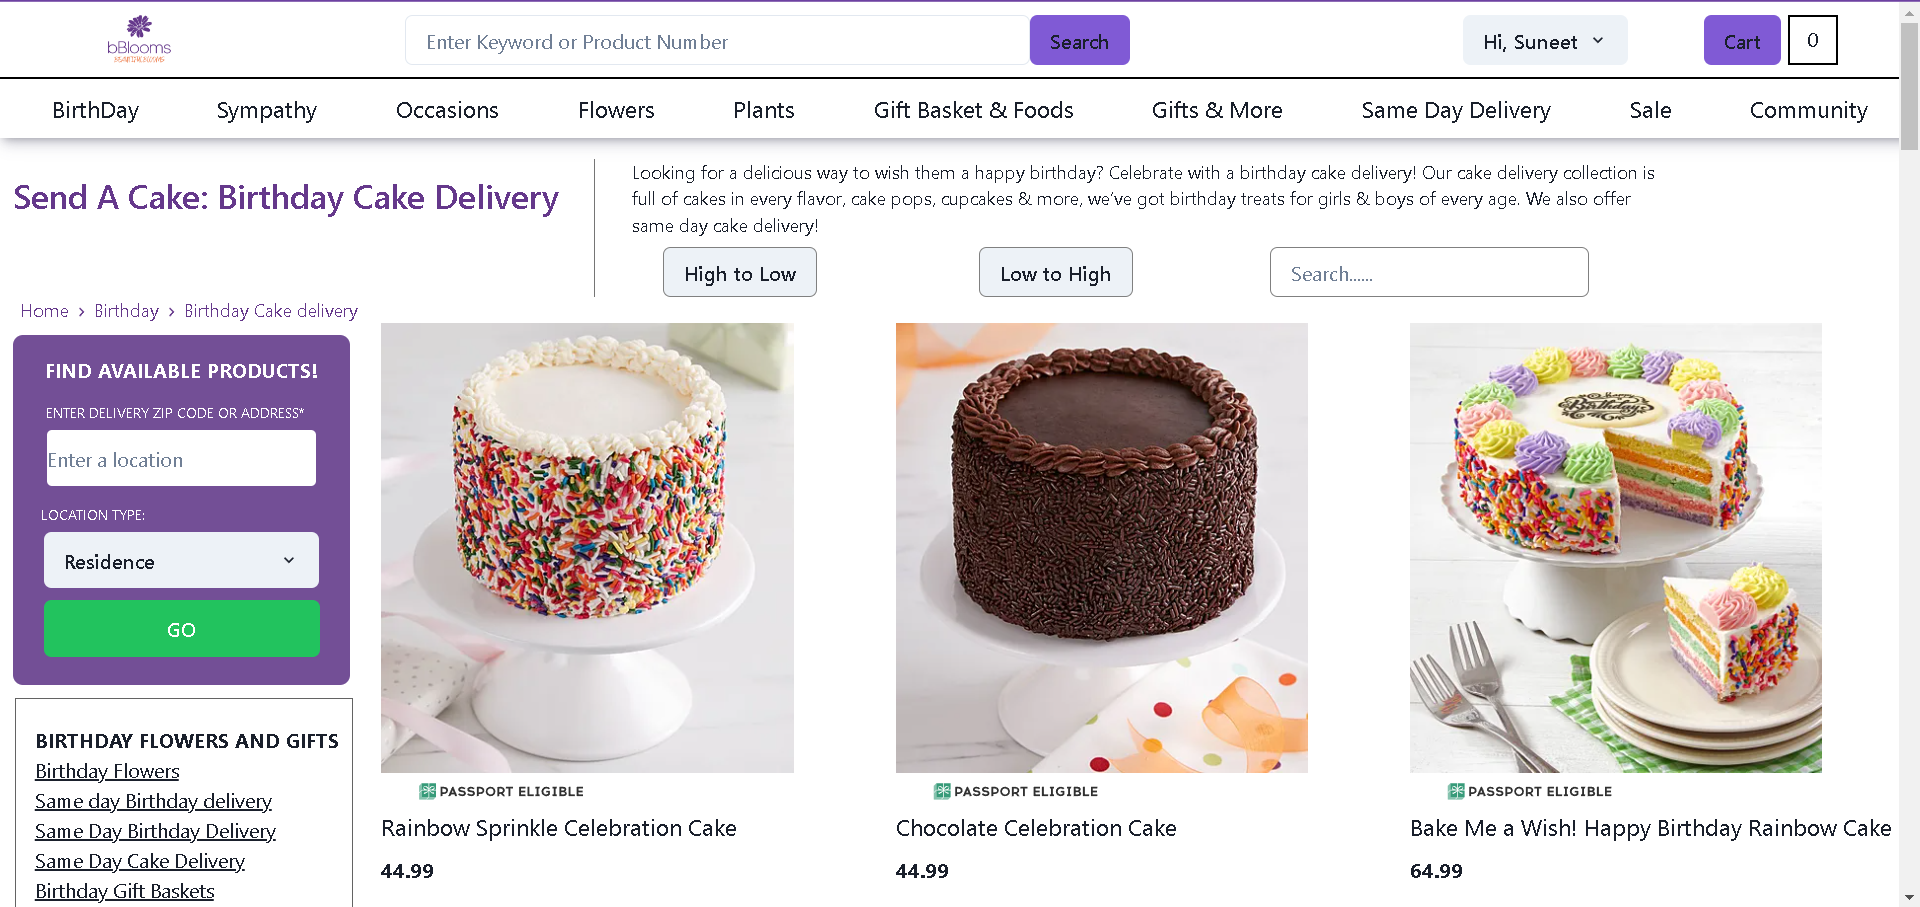 bBlooms
Enter Keyword or Product Number
Search
Hi, Suneet
Cart
0
BirthDay
Sympathy
Occasions
Flowers
Plants
Gift Basket & Foods
Gifts & More
Same Day Delivery
Sale
Community
Send A Cake: Birthday Cake Delivery
Looking for a delicious way to wish them a happy birthday? Celebrate with a birthday cake delivery! Our cake delivery collection is
full of cakes in every flavor, cake pops, cupcakes & more, we’ve got birthday treats for girls & boys of every age. We also offer
same day cake delivery!
High to Low
Low to High
Search......
Home > Birthday > Birthday Cake delivery
FIND AVAILABLE PRODUCTS!
ENTER DELIVERY ZIP CODE OR ADDRESS*
Enter a location
LOCATION TYPE:
Residence
GO
BIRTHDAY FLOWERS AND GIFTS
Birthday Flowers
Same day Birthday delivery
Same Day Birthday Delivery
Same Day Cake Delivery
Birthday Gift Baskets
PASSPORT ELIGIBLE
Rainbow Sprinkle Celebration Cake
44.99
PASSPORT ELIGIBLE
Chocolate Celebration Cake
44.99
Happy
Birthday
PASSPORT ELIGIBLE
Bake Me a Wish! Happy Birthday Rainbow Cake
64.99